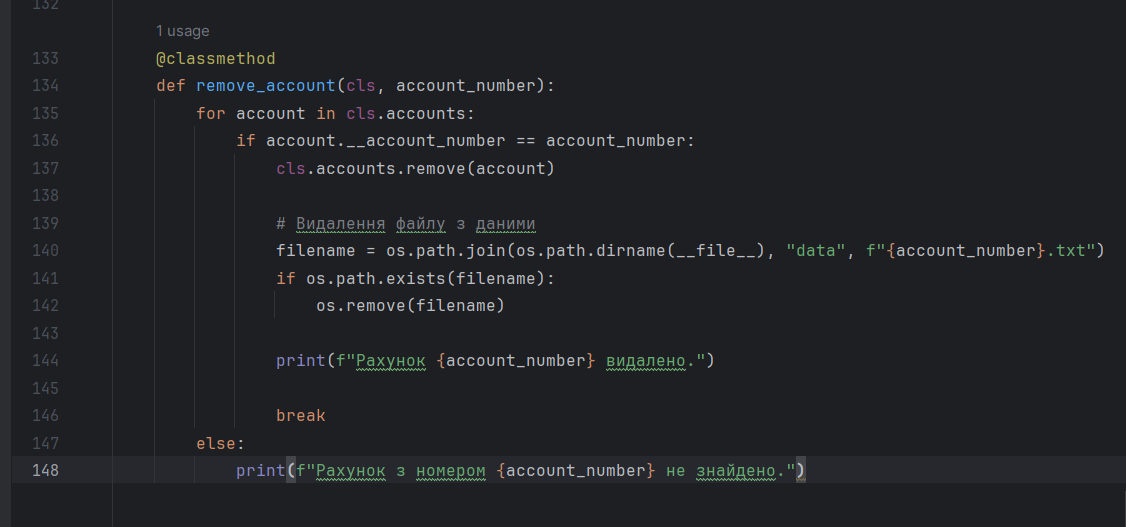 132
1 usage
133 @classmethod
134 def remove_account(cls, account_number):
135 for account in cls.accounts:
136 if account.__account_number == account_number:
137 cls.accounts.remove(account)
138
139 # Видалення файлу з даними
140 filename = os.path.join(os.path.dirname(__file__), "data", f"{account_number}.txt")
141 if os.path.exists(filename):
142 os.remove(filename)
143
144 print(f"Рахунок {account_number} видалено.")
145
146 break
147 else:
148 print(f"Рахунок з номером {account_number} не знайдено.")